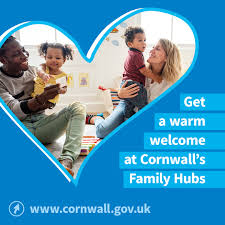 Get
a warm
welcome
at Cornwall's
Family Hubs
www.cornwall.gov.uk